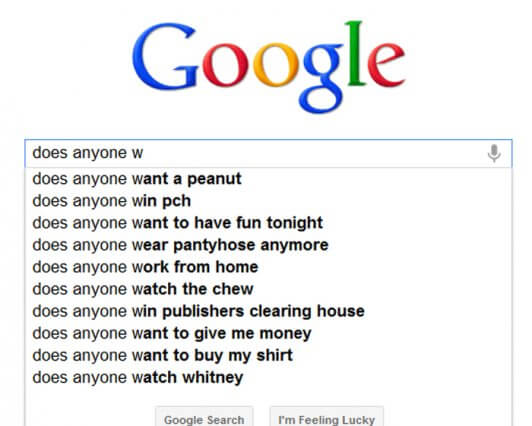 Google
does anyone w
does anyone want a peanut
does anyone win pch
does anyone want to have fun tonight
does anyone wear pantyhose anymore
does anyone work from home
does anyone watch the chew
does anyone win publishers clearing house
does anyone want to give me money
does anyone want to buy my shirt
does anyone watch whitney
Google Search I'm Feeling Lucky